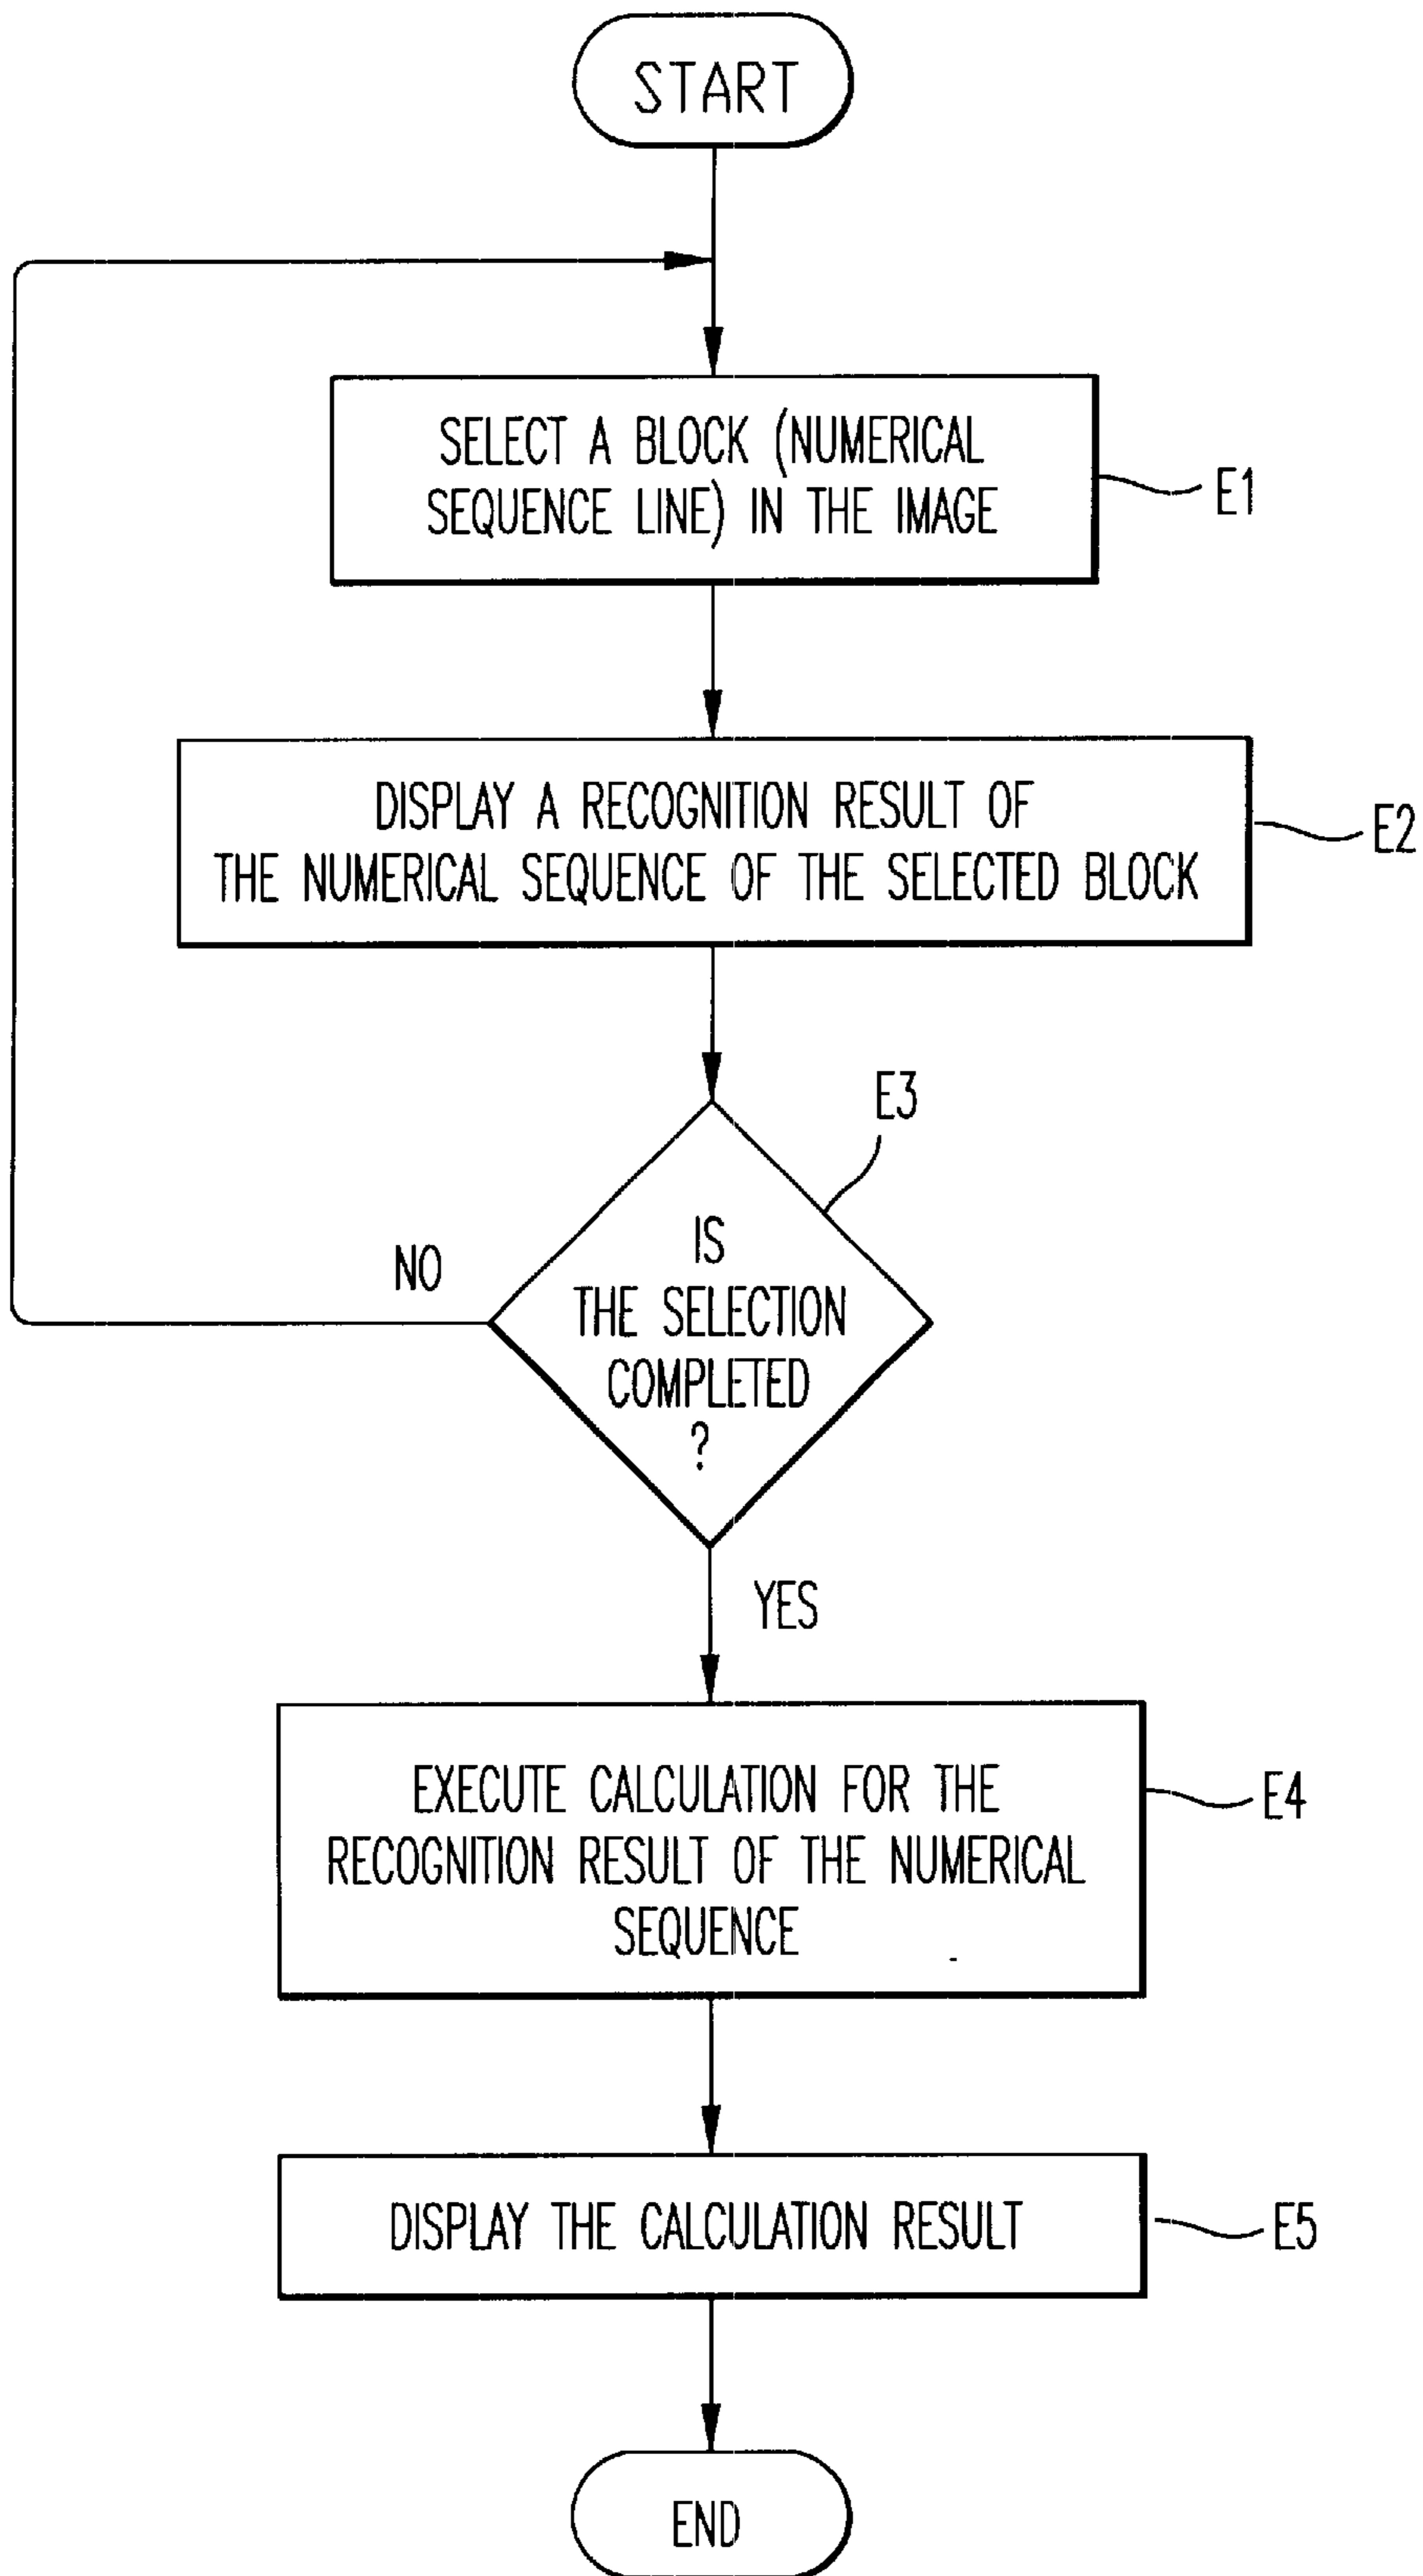 START
SELECT A BLOCK (NUMERICAL
SEQUENCE LINE) IN THE IMAGE
E1
DISPLAY A RECOGNITION RESULT OF
THE NUMERICAL SEQUENCE OF THE SELECTED BLOCK
E2
E3
IS
THE SELECTION
COMPLETED
?
NO
YES
EXECUTE CALCULATION FOR THE
RECOGNITION RESULT OF THE NUMERICAL
SEQUENCE
E4
DISPLAY THE CALCULATION RESULT
E5
END